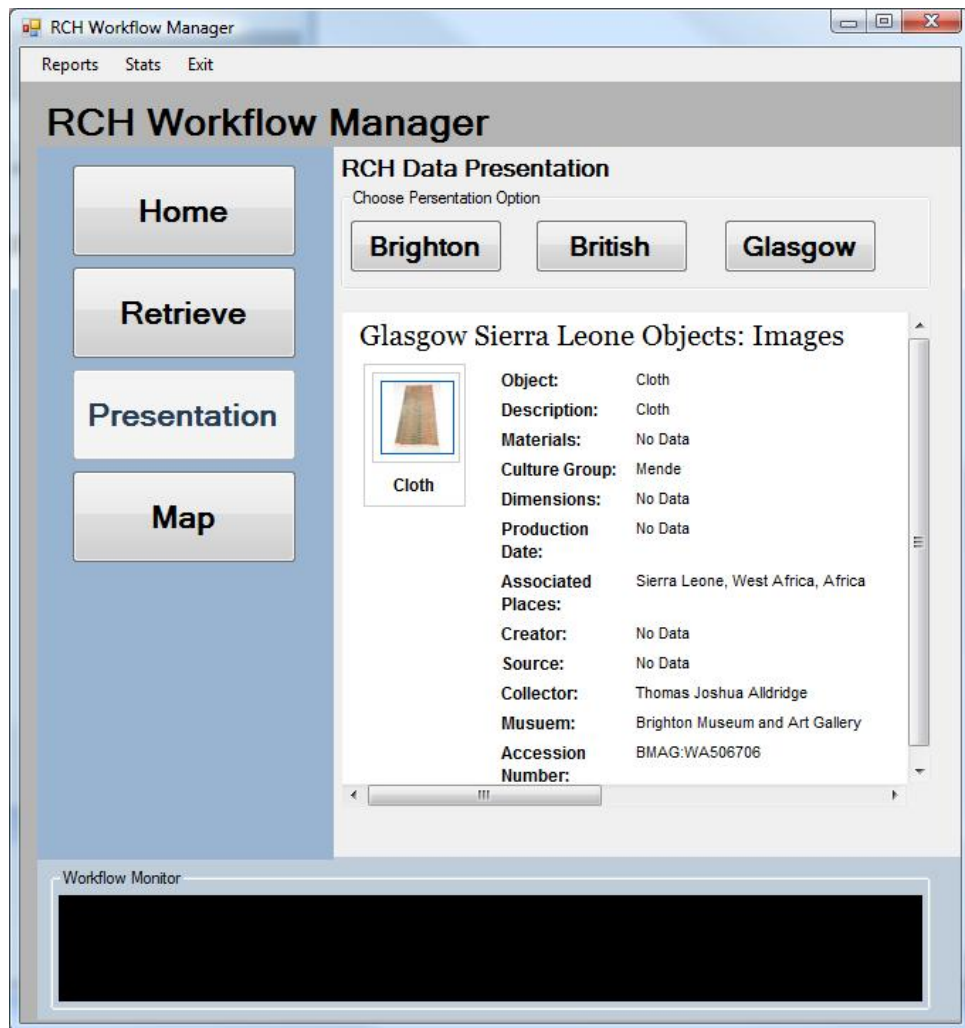 RCH Workflow Manager
Reports Stats Exit
RCH Workflow Manager
Home
Retrieve
Presentation
Map
RCH Data Presentation
Choose Persentation Option
Brighton British Glasgow
Glasgow Sierra Leone Objects: Images
Cloth
Object: Cloth
Description: Cloth
Materials: No Data
Culture Group: Mende
Dimensions: No Data
Production No Data
Date:
Associated Sierra Leone, West Africa, Africa
Places:
Creator: No Data
Source: No Data
Collector: Thomas Joshua Alldridge
Musuem: Brighton Museum and Art Gallery
Accession BMAG:WA506706
Number:
Workflow Monitor